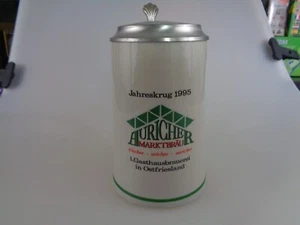 Jahreskrug 1995
AURICHER
MARKTBRÄU
1.Gasthausbrauerei
in Ostfriesland